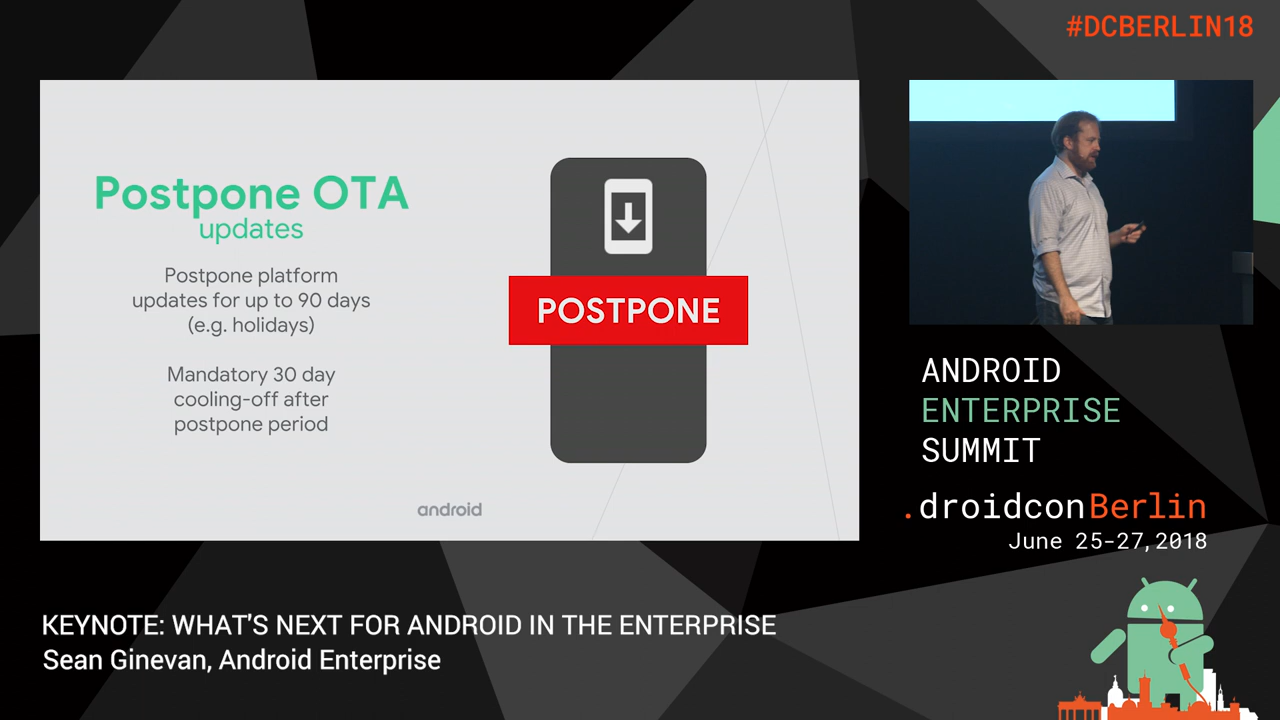 #DCBERLIN18
Postpone OTA
updates
Postpone platform
updates for up to 90 days
(e.g. holidays)
Mandatory 30 day
cooling-off after
postpone period
POSTPONE
android
ANDROID
ENTERPRISE
SUMMIT
.droidconBerlin
June 25-27, 2018
KEYNOTE: WHAT'S NEXT FOR ANDROID IN THE ENTERPRISE
Sean Ginevan, Android Enterprise